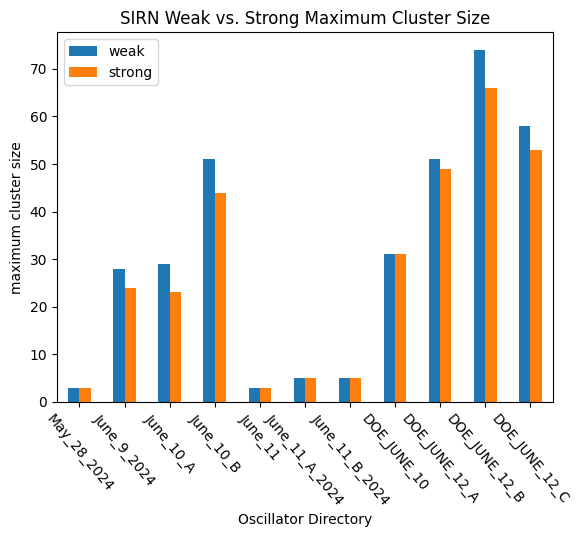 SIRN Weak vs. Strong Maximum Cluster Size
weak
strong
maximum cluster size
70
60
50
40
30
20
10
0
May_28_2024
June_9_2024
June_10_A
June_10_B
June_11
June_11_A_2024
June_11_B_2024
DOE_JUNE_10
DOE_JUNE_12_A
DOE_JUNE_12_B
DOE_JUNE_12_C
Oscillator Directory